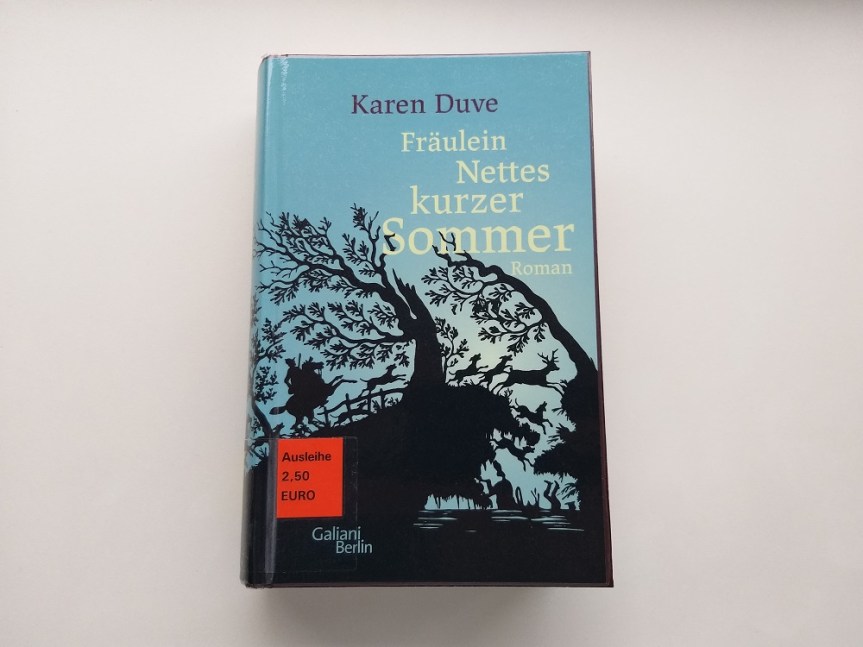 Karen Duve
Fräulein
Nettes
kurzer
Sommer
Roman
Ausleihe
2,50
EURO
Galiani
Berlin